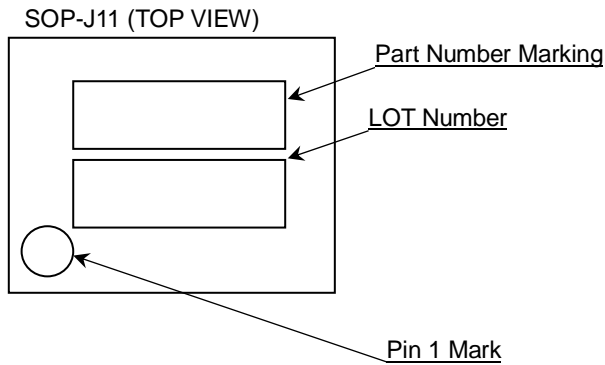 SOP-J11 (TOP VIEW)
Part Number Marking
LOT Number
Pin 1 Mark